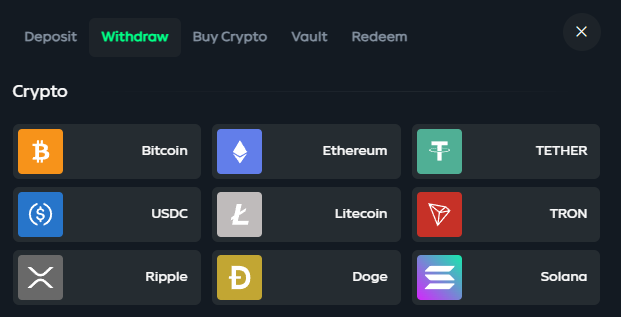 Deposit Withdraw Buy Crypto Vault Redeem
Crypto
Bitcoin Ethereum TETHER
USDC Litecoin TRON
Ripple Doge Solana